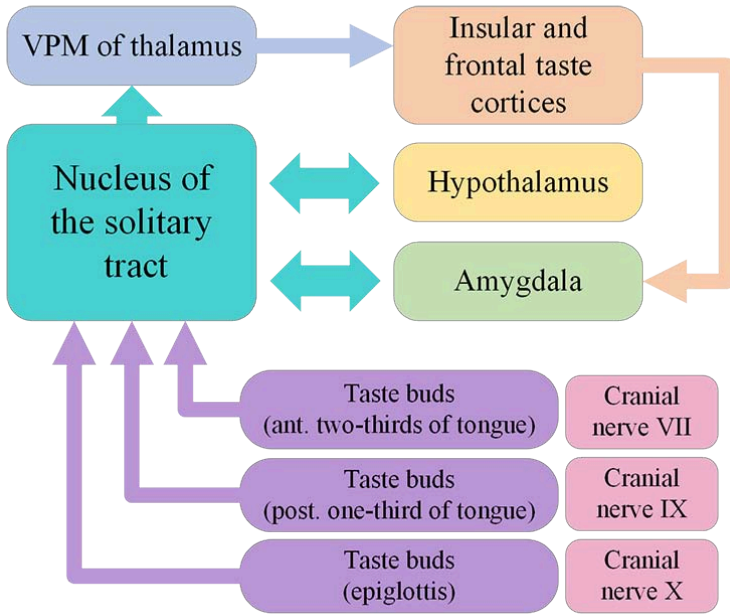 VPM of thalamus
Insular and
frontal taste
cortices
Nucleus of
the solitary
tract
Hypothalamus
Amygdala
Taste buds
(ant. two-thirds of tongue)
Cranial
nerve VII
Taste buds
(post. one-third of tongue)
Cranial
nerve IX
Taste buds
(epiglottis)
Cranial
nerve X